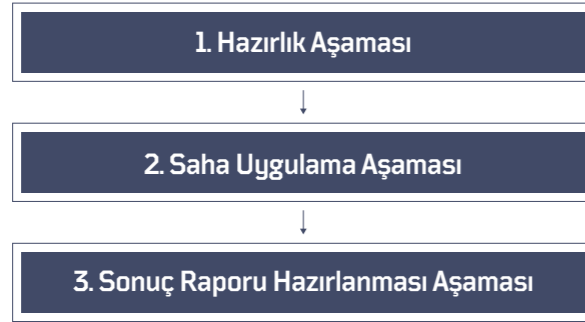 1. Hazırlık Aşaması
2. Saha Uygulama Aşaması
3. Sonuç Raporu Hazırlanması Aşaması